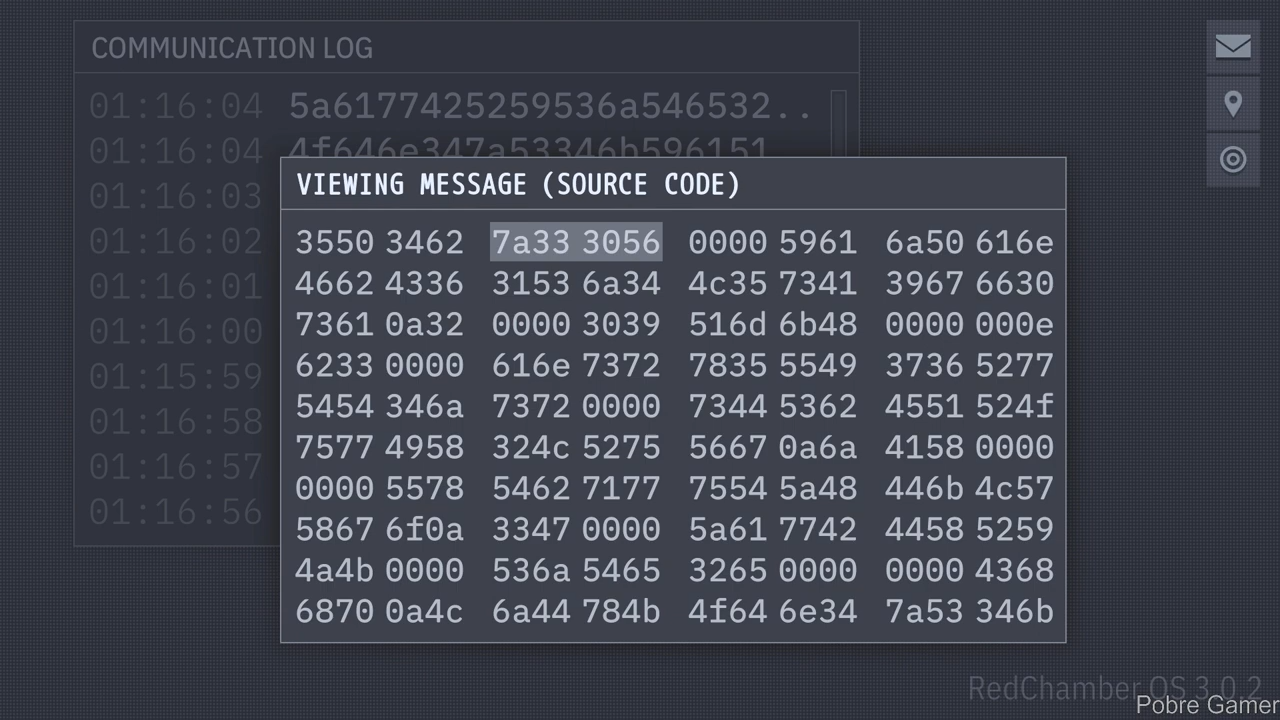 COMMUNICATION LOG
01:16:04 5a6177425259536a546532..
01:16:04 4f646e347a53346b596151
01:16:03
01:16:02
01:16:01
01:16:00
01:15:59
01:16:58
01:16:57
01:16:56
VIEWING MESSAGE (SOURCE CODE)
3550 3462 7a33 3056 0000 5961 6a50 616e
4662 4336 3153 6a34 4c35 7341 3967 6630
7361 0a32 0000 3039 516d 6b48 0000 000e
6233 0000 616e 7372 7835 5549 3736 5277
5454 346a 7372 0000 7344 5362 4551 524f
7577 4958 324c 5275 5667 0a6a 4158 0000
0000 5578 5462 7177 7554 5a48 446b 4c57
5867 6f0a 3347 0000 5a61 7742 4458 5259
4a4b 0000 536a 5465 3265 0000 0000 4368
6870 0a4c 6a44 784b 4f64 6e34 7a53 346b
RedChamber OS 3.0.2
Pobre Gamer